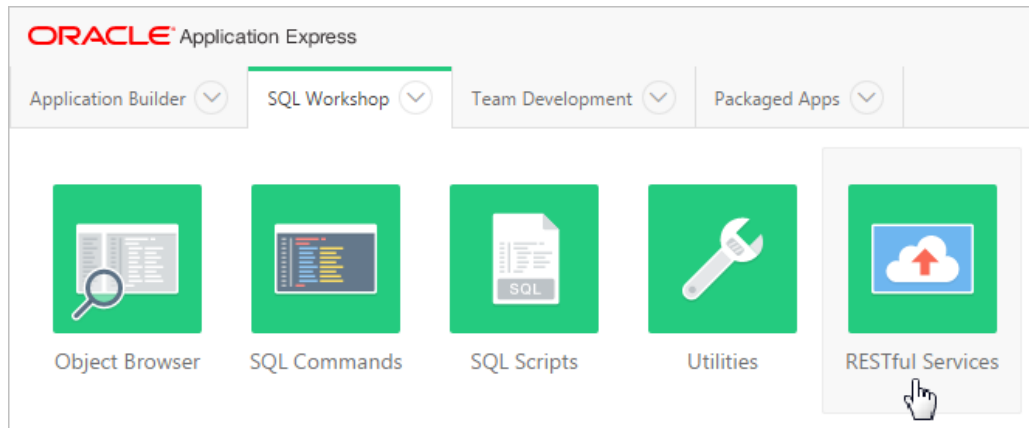 ORACLE Application Express
Application Builder SQL Workshop Team Development Packaged Apps
SQL
Object Browser SQL Commands SQL Scripts Utilities RESTful Services